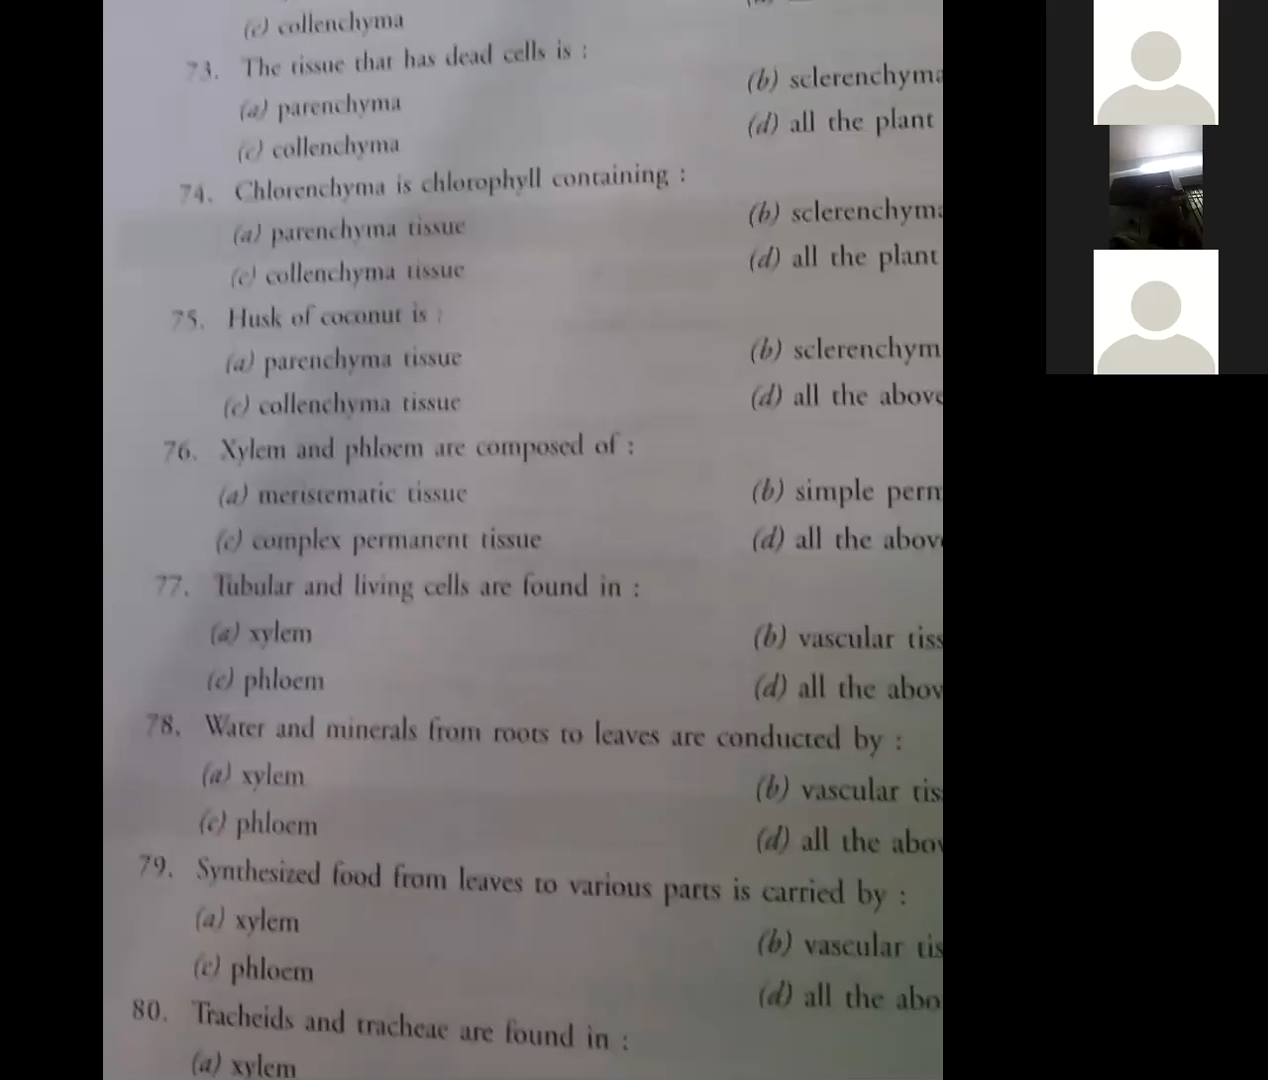 (c) collenchyma
73. The tissue that has dead cells is :
(a) parenchyma (b) sclerenchyma
(c) collenchyma (d) all the plant
74. Chlorenchyma is chlorophyll containing :
(a) parenchyma tissue (b) sclerenchyma
(c) collenchyma tissue (d) all the plant
75. Husk of coconut is :
(a) parenchyma tissue (b) sclerenchym
(c) collenchyma tissue (d) all the above
76. Xylem and phloem are composed of :
(a) meristematic tissue (b) simple perm
(c) complex permanent tissue (d) all the above
77. Tubular and living cells are found in :
(a) xylem (b) vascular tiss
(c) phloem (d) all the abov
78. Water and minerals from roots to leaves are conducted by :
(a) xylem (b) vascular tis
(c) phloem (d) all the abov
79. Synthesized food from leaves to various parts is carried by :
(a) xylem (b) vascular tis
(c) phloem (d) all the abo
80. Tracheids and tracheae are found in :
(a) xylem